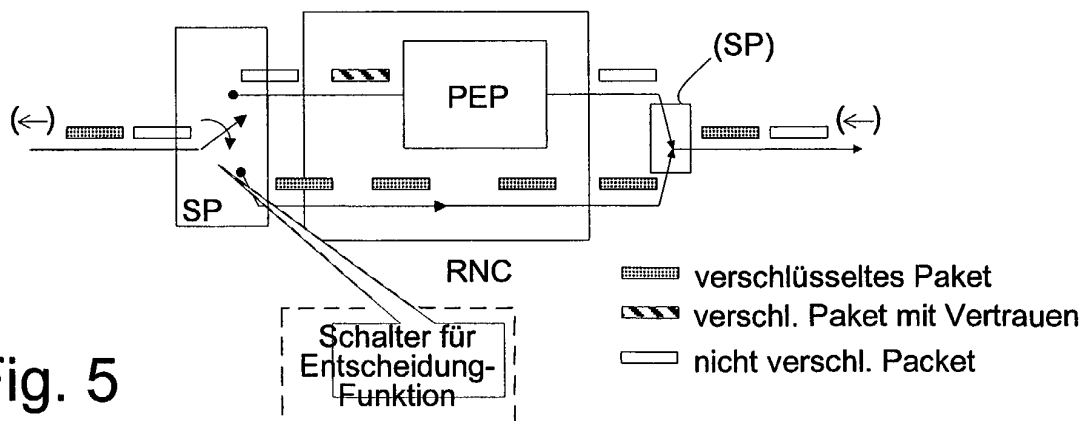 (←)
SP
PEP
(SP)
(←)
RNC
Schalter für
Entscheidung-
Funktion
verschlüsseltes Paket
verschl. Paket mit Vertrauen
nicht verschl. Packet
Fig. 5